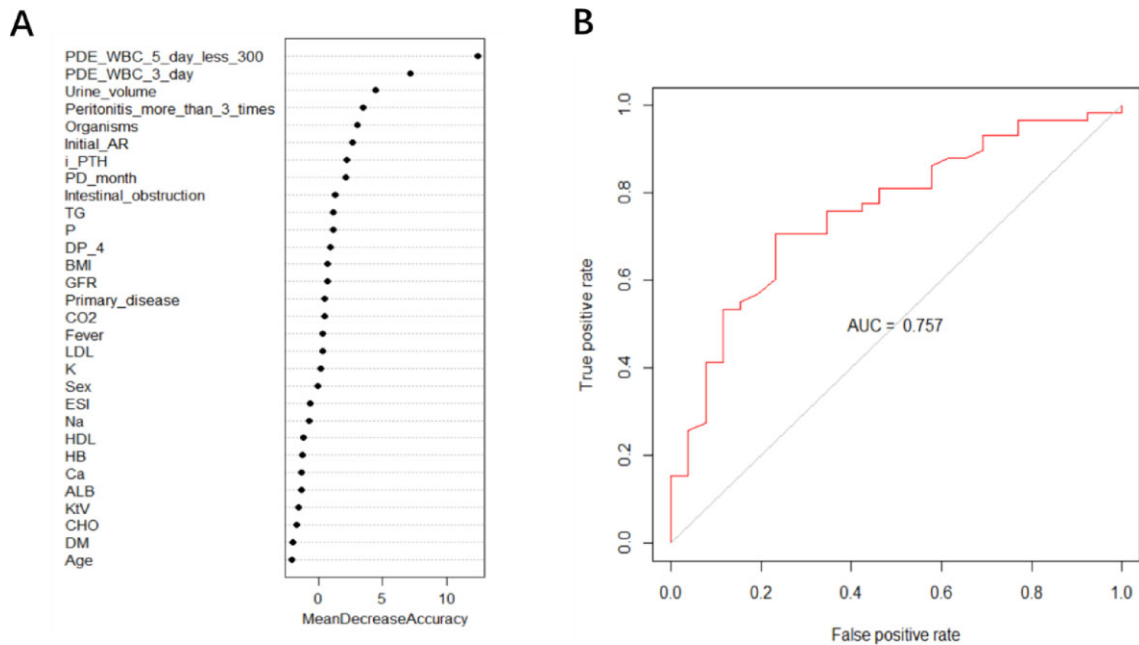 A
PDE_WBC_5_day_less_300
PDE_WBC_3_day
Urine_volume
Peritonitis_more_than_3_times
Organisms
Initial_AR
i_PTH
PD_month
Intestinal_obstruction
TG
P
DP_4
BMI
GFR
Primary_disease
CO2
Fever
LDL
K
Sex
ESI
Na
HDL
HB
Ca
ALB
KtV
CHO
DM
Age
0 5 10
MeanDecreaseAccuracy
B
True positive rate
1.0
0.8
0.6
0.4
0.2
0.0
AUC = 0.757
0.0 0.2 0.4 0.6 0.8 1.0
False positive rate